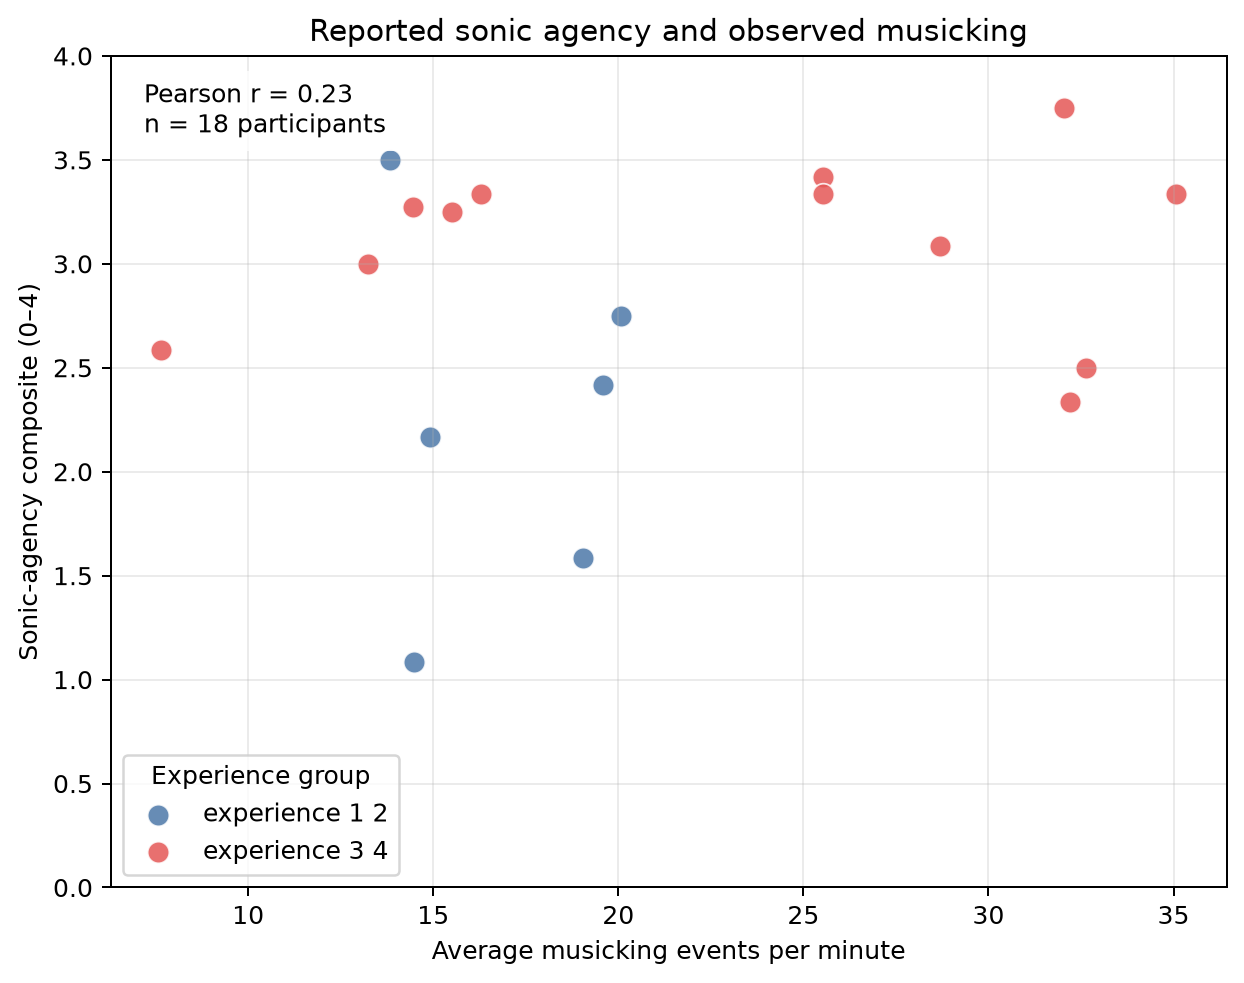 Reported sonic agency and observed musicking
Pearson r = 0.23
n = 18 participants
Sonic-agency composite (0–4)
4.0
3.5
3.0
2.5
2.0
1.5
1.0
0.5
0.0
Experience group
experience 1 2
experience 3 4
10 15 20 25 30 35
Average musicking events per minute